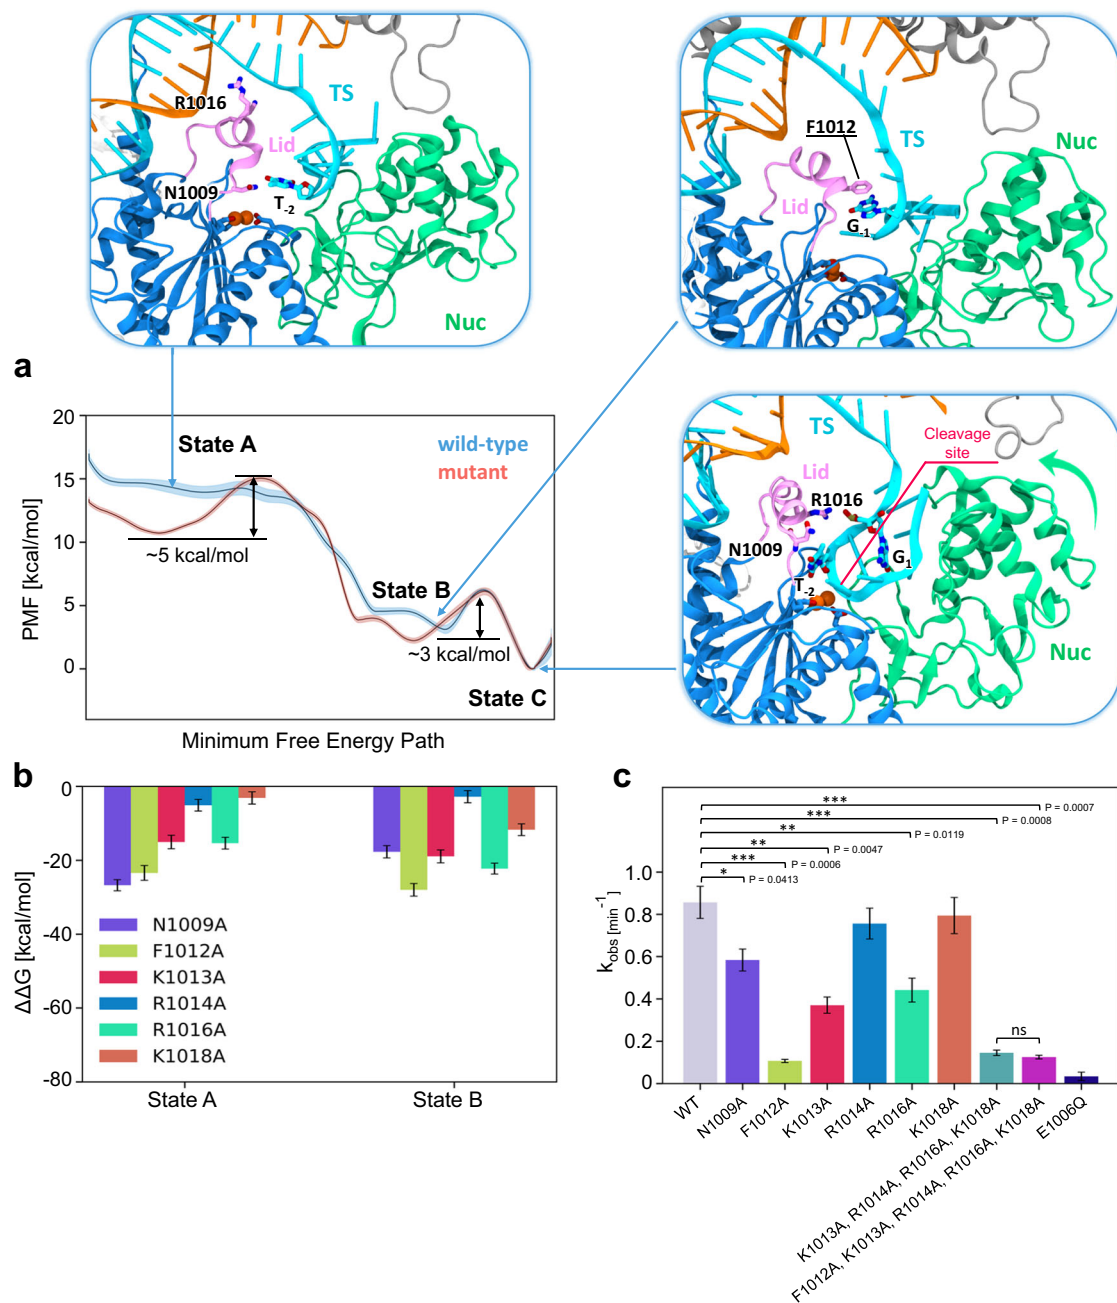 R1016
TS
Lid
N1009
T-2
Nuc
F1012
TS
Nuc
Lid
G-1
a
20
15
10
5
0
PMF [kcal/mol]
State A
wild-type
mutant
~5 kcal/mol
State B
~3 kcal/mol
State C
Minimum Free Energy Path
TS
Cleavage
site
Lid
R1016
N1009
G1
T-2
Nuc
b
0
-20
-40
-60
-80
ΔΔG [kcal/mol]
N1009A
F1012A
K1013A
R1014A
R1016A
K1018A
State A
State B
c
*** P = 0.0007
*** P = 0.0008
** P = 0.0119
** P = 0.0047
*** P = 0.0006
* P = 0.0413
1.0
0.8
0.6
0.4
0.2
0
kobs [min-1]
ns
WT
N1009A
F1012A
K1013A
R1014A
R1016A
K1018A
K1013A, R1014A, R1016A, K1018A
F1012A, K1013A, R1014A, R1016A, K1018A
E1006Q